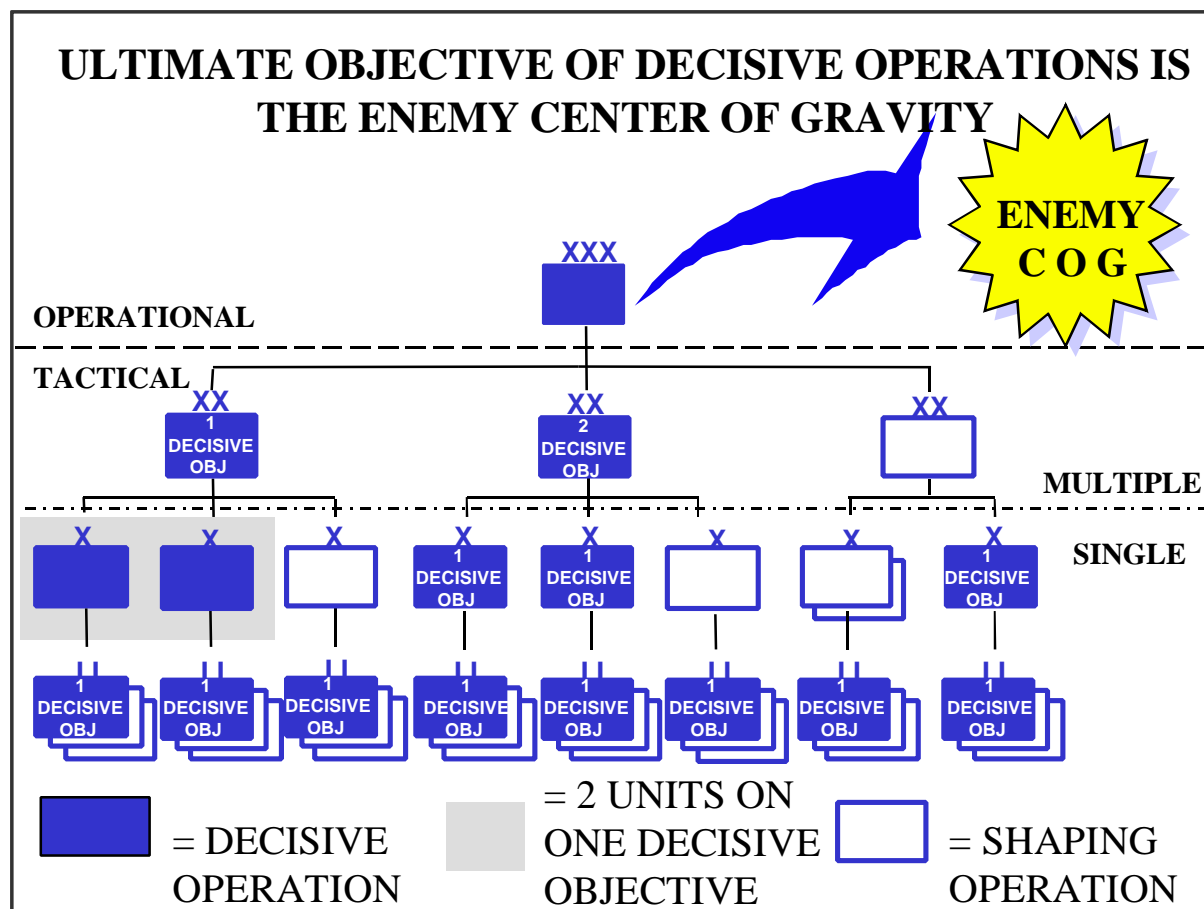 ULTIMATE OBJECTIVE OF DECISIVE OPERATIONS IS
THE ENEMY CENTER OF GRAVITY
ENEMY
C O G
XXX
OPERATIONAL
TACTICAL
XX
XX
XX
1
DECISIVE
OBJ
2
DECISIVE
OBJ
MULTIPLE
X
X
X
X
X
X
X
X
1
DECISIVE
OBJ
1
DECISIVE
OBJ
1
DECISIVE
OBJ
SINGLE
II
II
II
II
II
II
II
II
1
DECISIVE
OBJ
1
DECISIVE
OBJ
1
DECISIVE
OBJ
1
DECISIVE
OBJ
1
DECISIVE
OBJ
1
DECISIVE
OBJ
1
DECISIVE
OBJ
1
DECISIVE
OBJ
= DECISIVE
OPERATION
= 2 UNITS ON
ONE DECISIVE
OBJECTIVE
= SHAPING
OPERATION